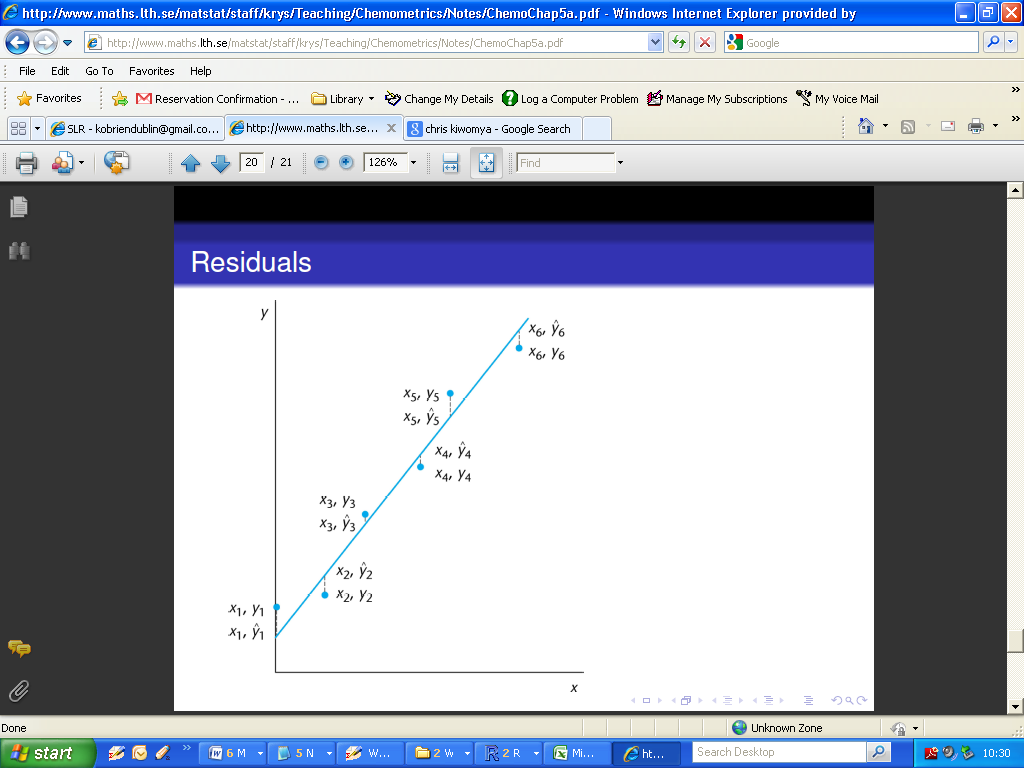 http://www.maths.lth.se/matstat/staff/krys/Teaching/Chemometrics/Notes/ChemoChap5a.pdf - Windows Internet Explorer provided by
http://www.maths.lth.se/matstat/staff/krys/Teaching/Chemometrics/Notes/ChemoChap5a.pdf
Google
File Edit Go To Favorites Help
Favorites Reservation Confirmation - ... Library Change My Details Log a Computer Problem Manage My Subscriptions My Voice Mail
SLR - kobriendublin@gmail.co... http://www.maths.lth.se... chris kiwomya - Google Search
20 / 21 126% Find
Residuals
y
x₆, ŷ₆
x₆, y₆
x₅, y₅
x₅, ŷ₅
x₄, ŷ₄
x₄, y₄
x₃, y₃
x₃, ŷ₃
x₂, ŷ₂
x₂, y₂
x₁, y₁
x₁, ŷ₁
x
Done Unknown Zone
start 6 M 5 N W... 2 W 2 R Mi... ht... Search Desktop 10:30